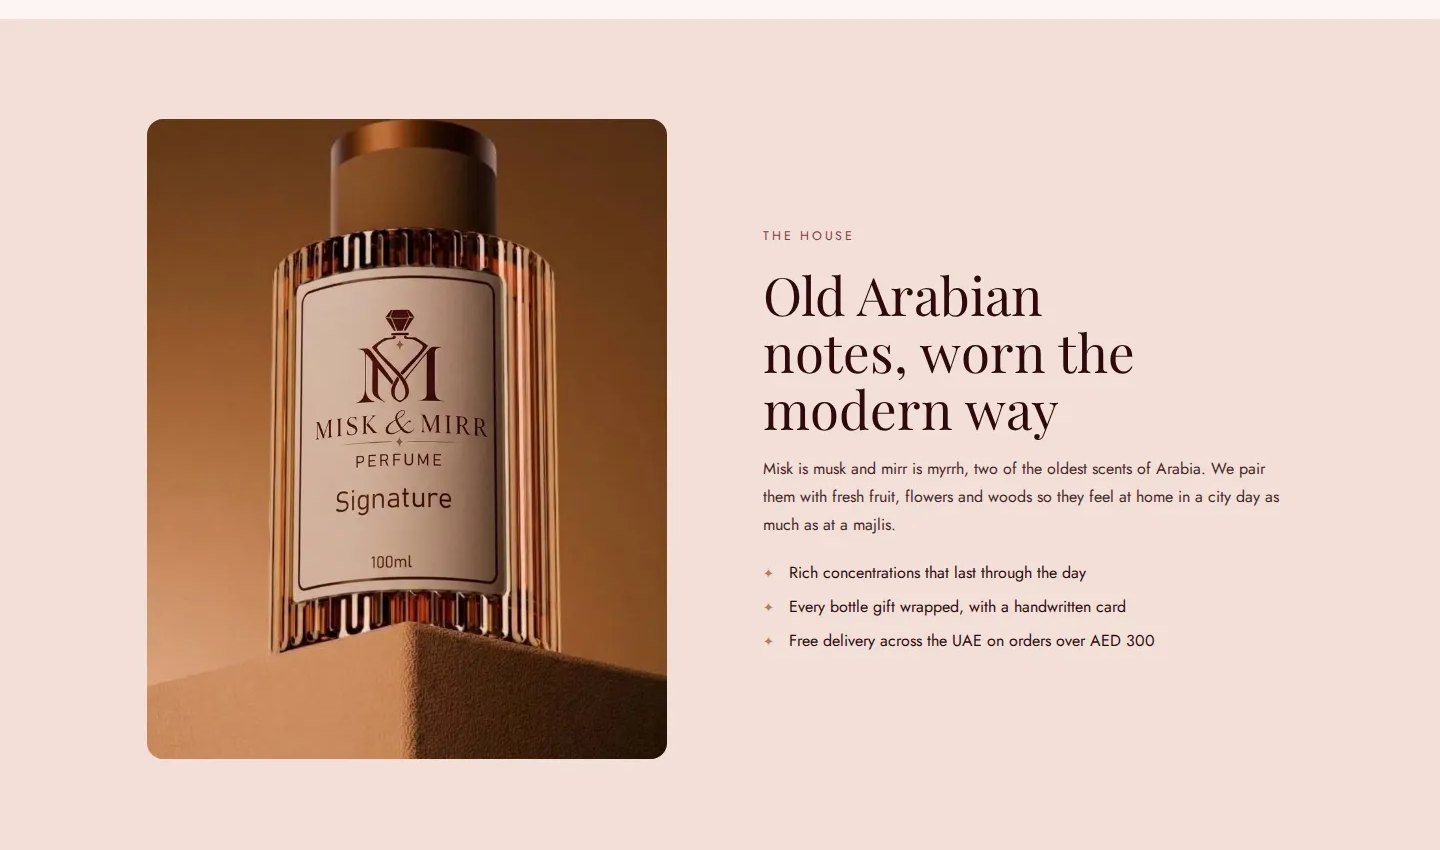 MISK & MIRR
PERFUME
Signature
100ml
THE HOUSE
Old Arabian
notes, worn the
modern way
Misk is musk and mirr is myrrh, two of the oldest scents of Arabia. We pair
them with fresh fruit, flowers and woods so they feel at home in a city day as
much as at a majlis.
Rich concentrations that last through the day
Every bottle gift wrapped, with a handwritten card
Free delivery across the UAE on orders over AED 300